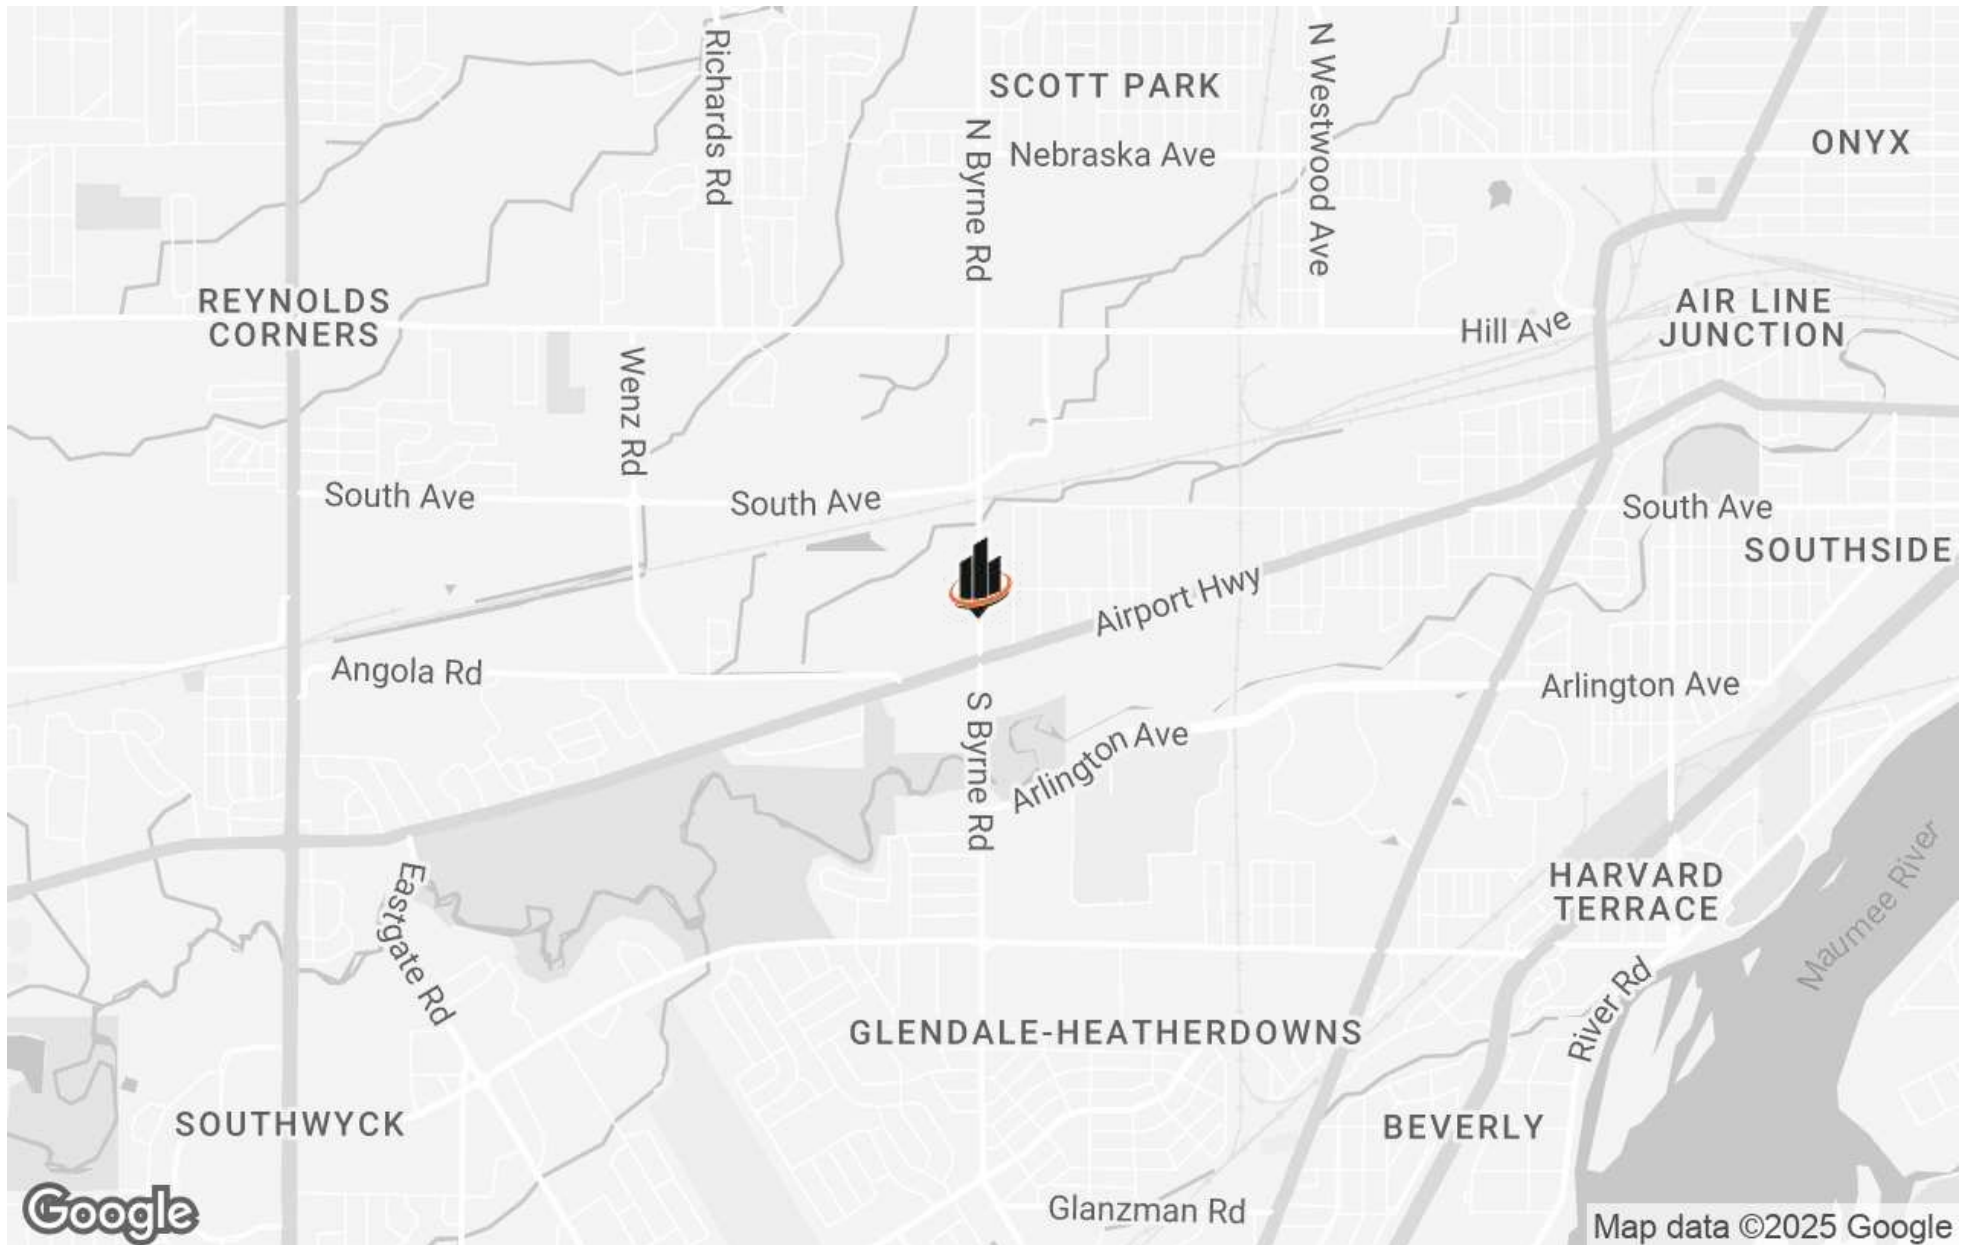 Richards Rd
N Westwood Ave
SCOTT PARK
N Byrne Rd
Nebraska Ave
ONYX
REYNOLDS
CORNERS
Hill Ave
AIR LINE
JUNCTION
Wenz Rd
South Ave
South Ave
South Ave
SOUTHSIDE
Airport Hwy
Angola Rd
Arlington Ave
S Byrne Rd
Arlington Ave
Eastgate Rd
HARVARD
TERRACE
Maumee River
River Rd
GLENDALE-HEATHERDOWNS
SOUTHWYCK
BEVERLY
Glanzman Rd
Google
Map data ©2025 Google